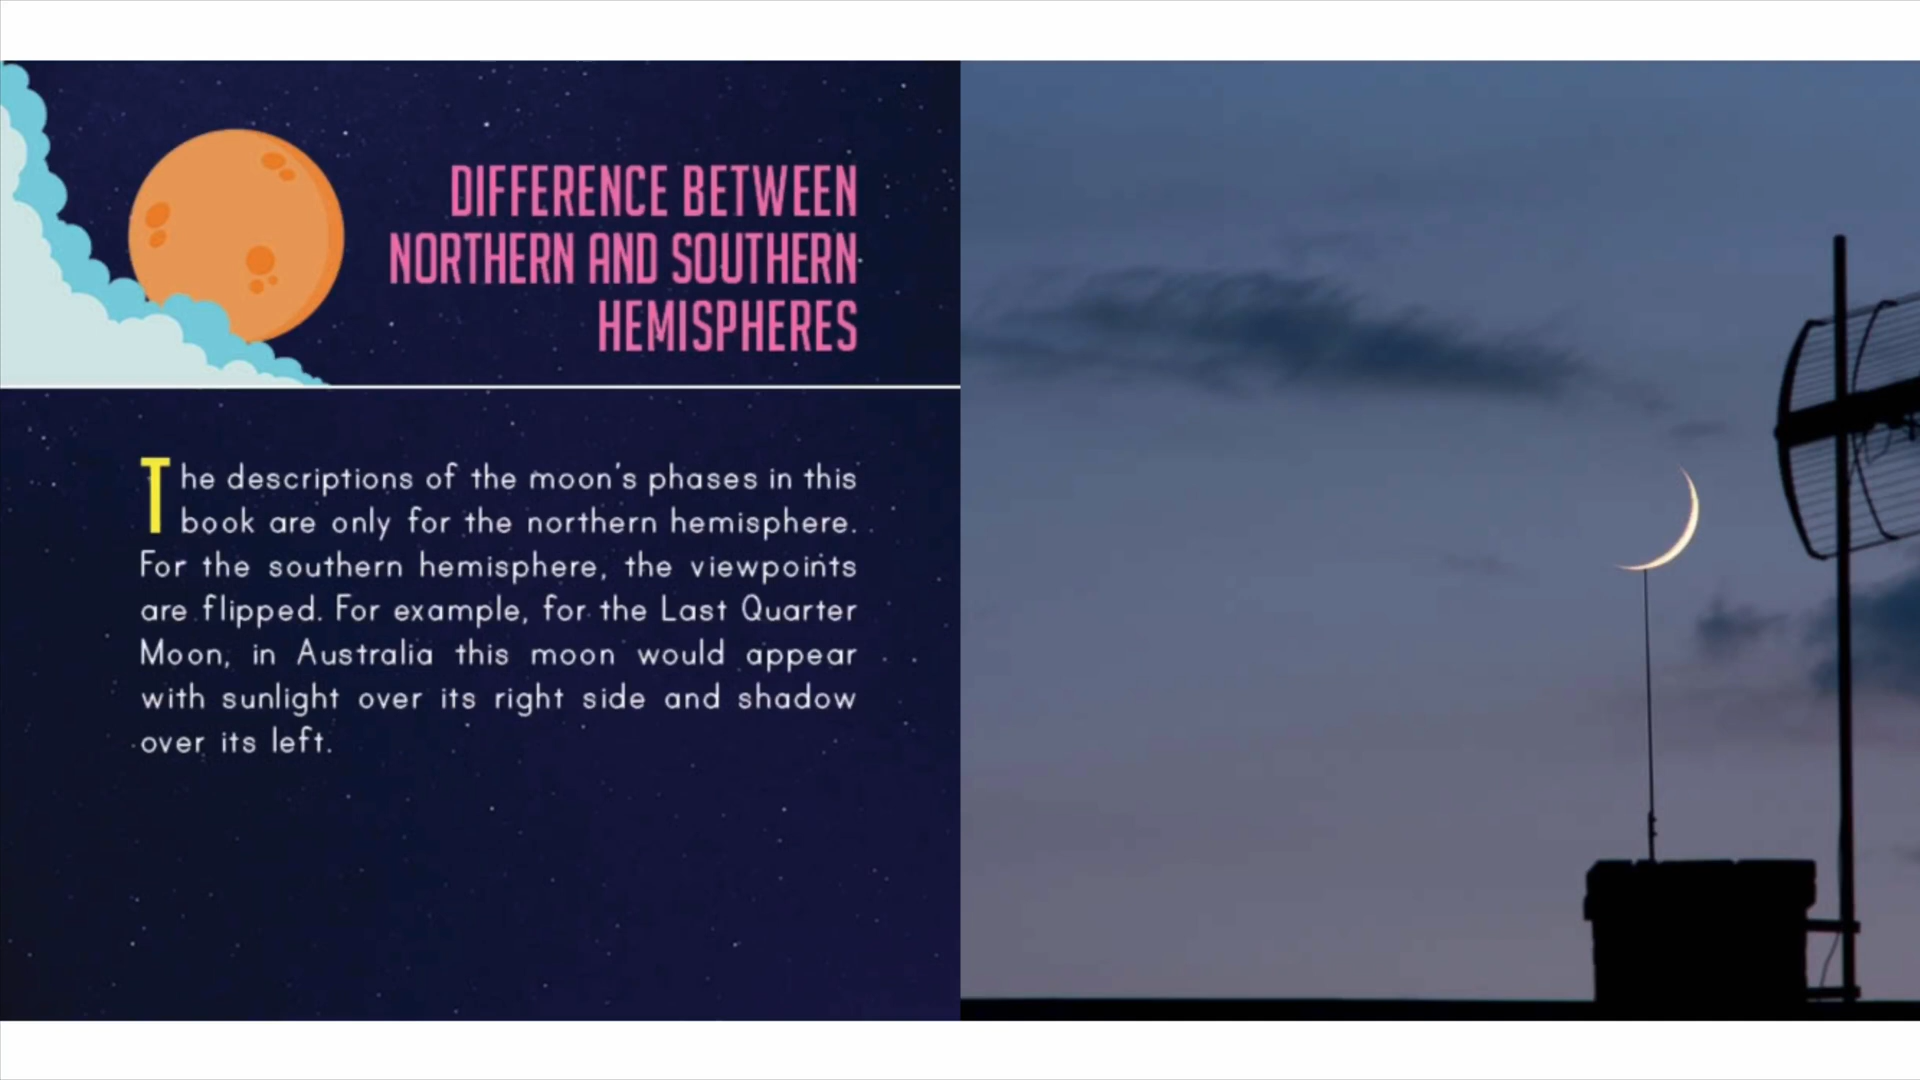 DIFFERENCE BETWEEN
NORTHERN AND SOUTHERN
HEMISPHERES
The descriptions of the moon's phases in this
book are only for the northern hemisphere.
For the southern hemisphere, the viewpoints
are flipped. For example, for the Last Quarter
Moon, in Australia this moon would appear
with sunlight over its right side and shadow
over its left.